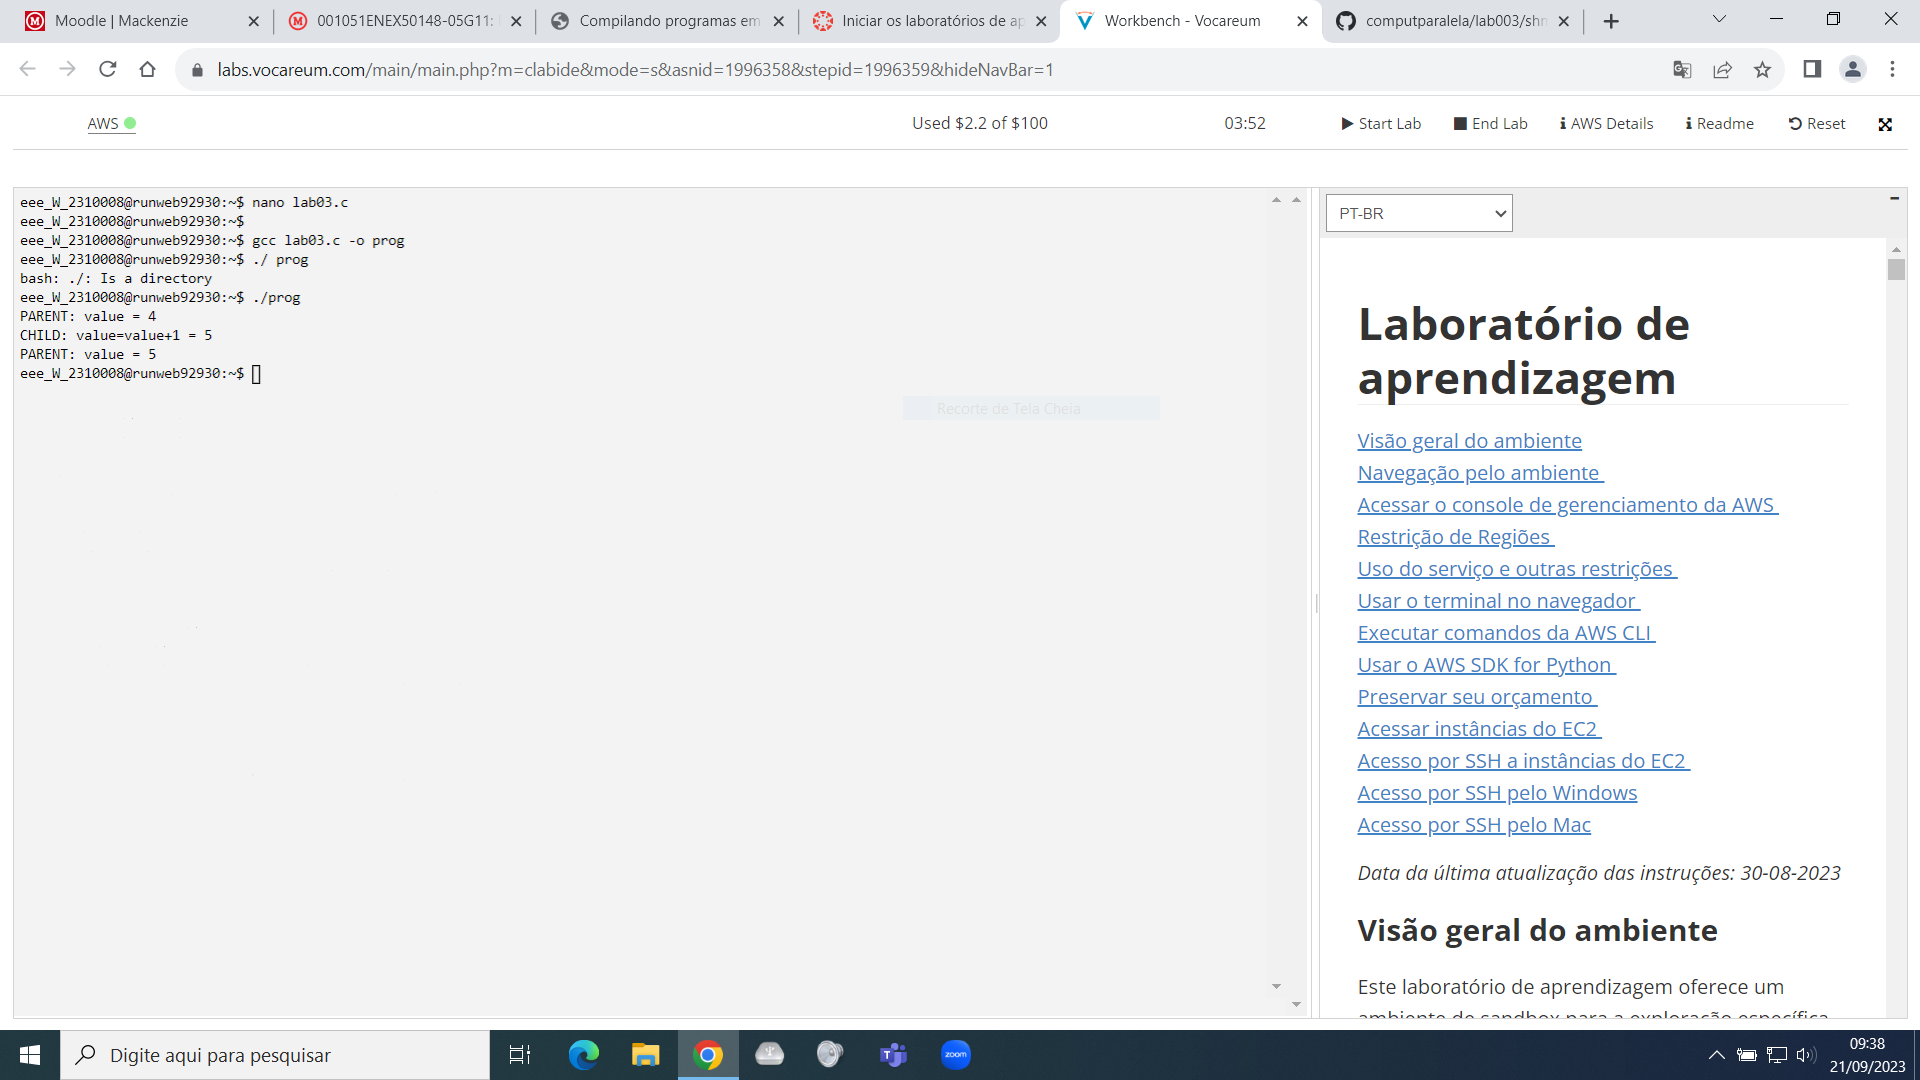 Moodle | Mackenzie
001051ENEX50148-05G11:
Compilando programas em
Iniciar os laboratórios de ap
Workbench - Vocareum
computparalela/lab003/shm
labs.vocareum.com/main/main.php?m=clabide&mode=s&asnid=1996358&stepid=1996359&hideNavBar=1
AWS
Used $2.2 of $100
03:52
Start Lab
End Lab
AWS Details
Readme
Reset
eee_W_2310008@runweb92930:~$ nano lab03.c
eee_W_2310008@runweb92930:~$
eee_W_2310008@runweb92930:~$ gcc lab03.c -o prog
eee_W_2310008@runweb92930:~$ ./ prog
bash: ./: Is a directory
eee_W_2310008@runweb92930:~$ ./prog
PARENT: value = 4
CHILD: value=value+1 = 5
PARENT: value = 5
eee_W_2310008@runweb92930:~$
Recorte de Tela Cheia
PT-BR
Laboratório de
aprendizagem
Visão geral do ambiente
Navegação pelo ambiente
Acessar o console de gerenciamento da AWS
Restrição de Regiões
Uso do serviço e outras restrições
Usar o terminal no navegador
Executar comandos da AWS CLI
Usar o AWS SDK for Python
Preservar seu orçamento
Acessar instâncias do EC2
Acesso por SSH a instâncias do EC2
Acesso por SSH pelo Windows
Acesso por SSH pelo Mac
Data da última atualização das instruções: 30-08-2023
Visão geral do ambiente
Este laboratório de aprendizagem oferece um
ambiente de sandbox para a exploração específica
Digite aqui para pesquisar
zoom
09:38
21/09/2023